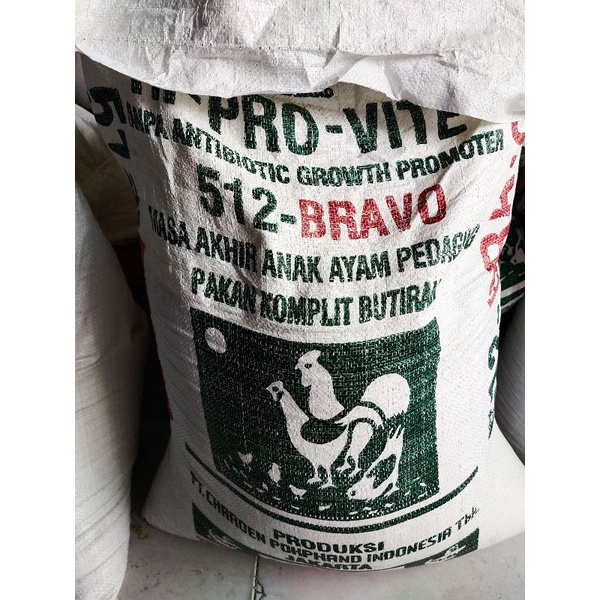 PRO-VITE
TANPA ANTIBIOTIC GROWTH PROMOTER
512-BRAVO
MASA AKHIR ANAK AYAM PEDAGING
PAKAN KOMPLIT BUTIRAN
PRODUKSI
PT. CHAROEN POKPHAND INDONESIA Tbk.
JAKARTA